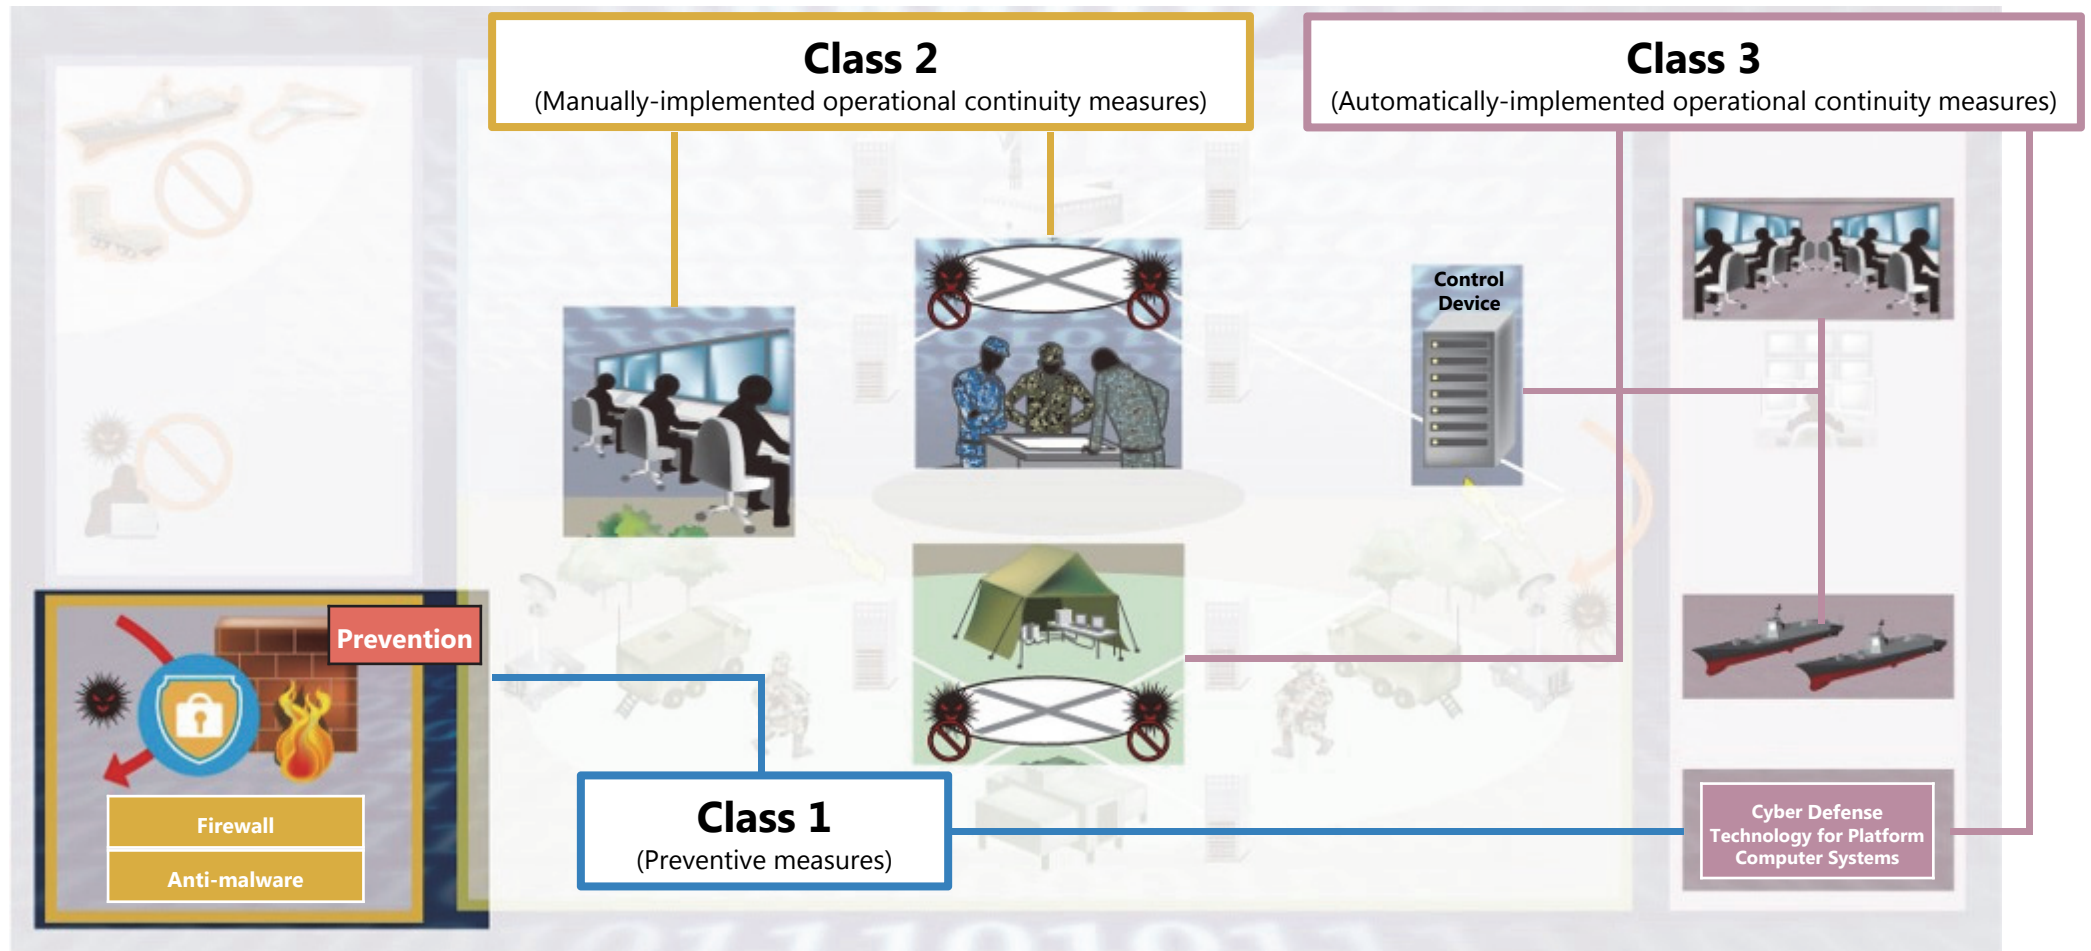 Class 2
(Manually-implemented operational continuity measures)
Class 3
(Automatically-implemented operational continuity measures)
Control
Device
Prevention
Firewall
Anti-malware
Class 1
(Preventive measures)
Cyber Defense
Technology for Platform
Computer Systems